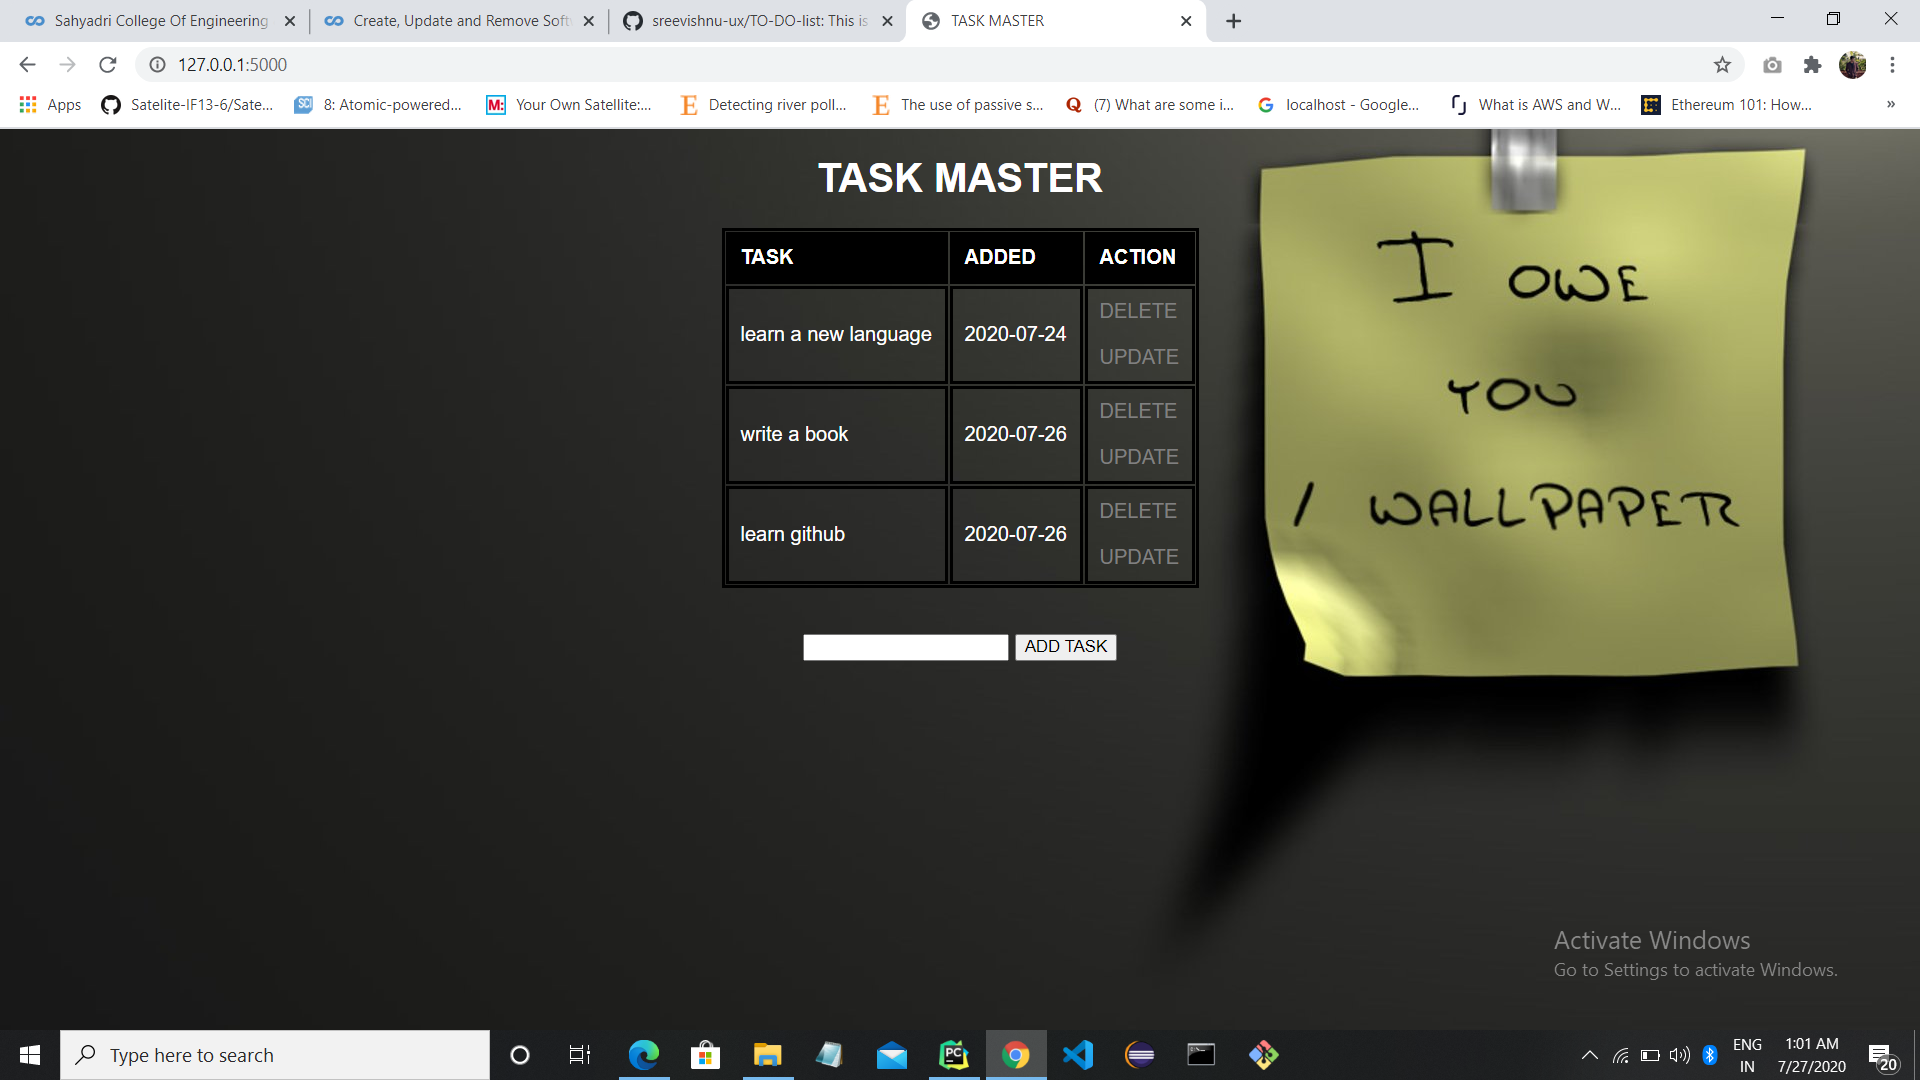 Sahyadri College Of Engineering
Create, Update and Remove Soft
sreevishnu-ux/TO-DO-list: This is
TASK MASTER
127.0.0.1:5000
Apps
Satelite-IF13-6/Sate...
SCI
8: Atomic-powered...
M:
Your Own Satellite:...
E
Detecting river poll...
E
The use of passive s...
Q
(7) What are some i...
G
localhost - Google...
What is AWS and W...
Ethereum 101: How...
»
TASK MASTER
TASK ADDED ACTION
learn a new language 2020-07-24 DELETE
UPDATE
write a book 2020-07-26 DELETE
UPDATE
learn github 2020-07-26 DELETE
UPDATE
ADD TASK
I OWE
YOU
1 WALLPAPER
Activate Windows
Go to Settings to activate Windows.
Type here to search
PC
ENG
IN
1:01 AM
7/27/2020
20